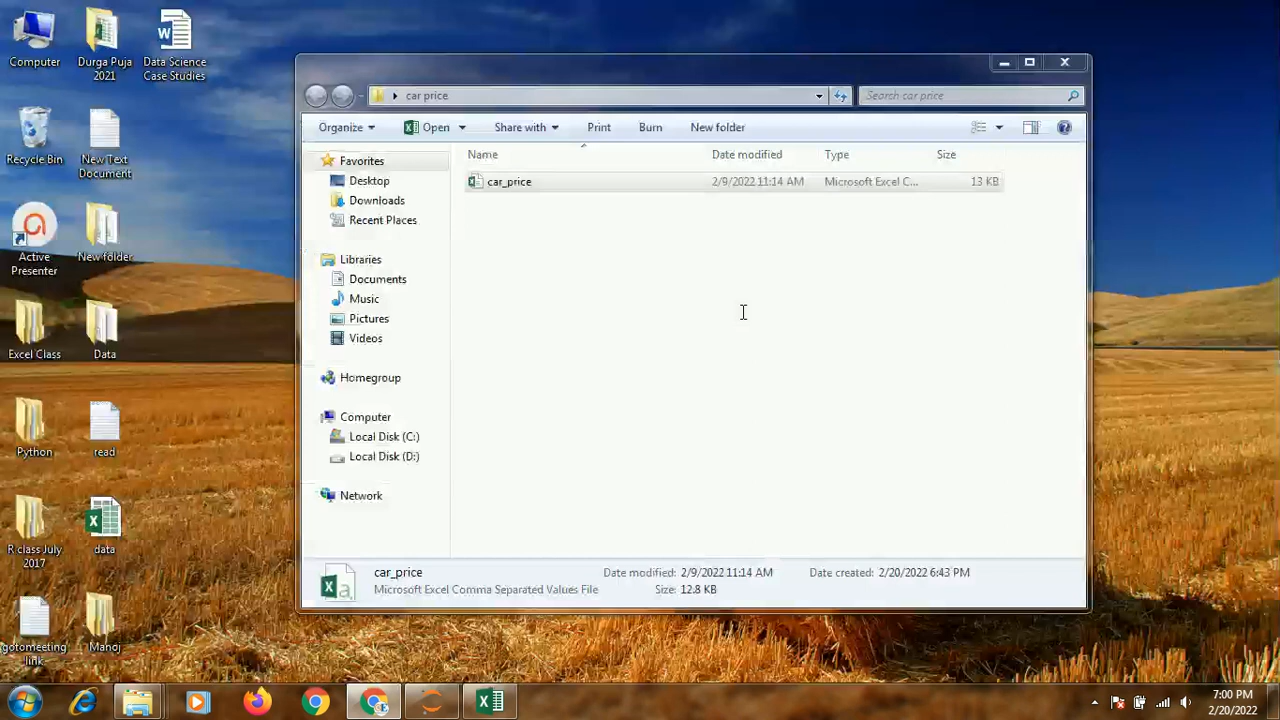 Computer
Durga Puja
2021
Data Science
Case Studies
Recycle Bin
New Text
Document
Active
Presenter
New folder
Excel Class
Data
Python
read
R class July
2017
data
gotomeeting
link
Manoj
car price
Search car price
Organize
Open
Share with
Print
Burn
New folder
Name
Date modified
Type
Size
car_price
2/9/2022 11:14 AM
Microsoft Excel C...
13 KB
Favorites
Desktop
Downloads
Recent Places
Libraries
Documents
Music
Pictures
Videos
Homegroup
Computer
Local Disk (C:)
Local Disk (D:)
Network
car_price
Date modified: 2/9/2022 11:14 AM
Date created: 2/20/2022 6:43 PM
Microsoft Excel Comma Separated Values File
Size: 12.8 KB
7:00 PM
2/20/2022